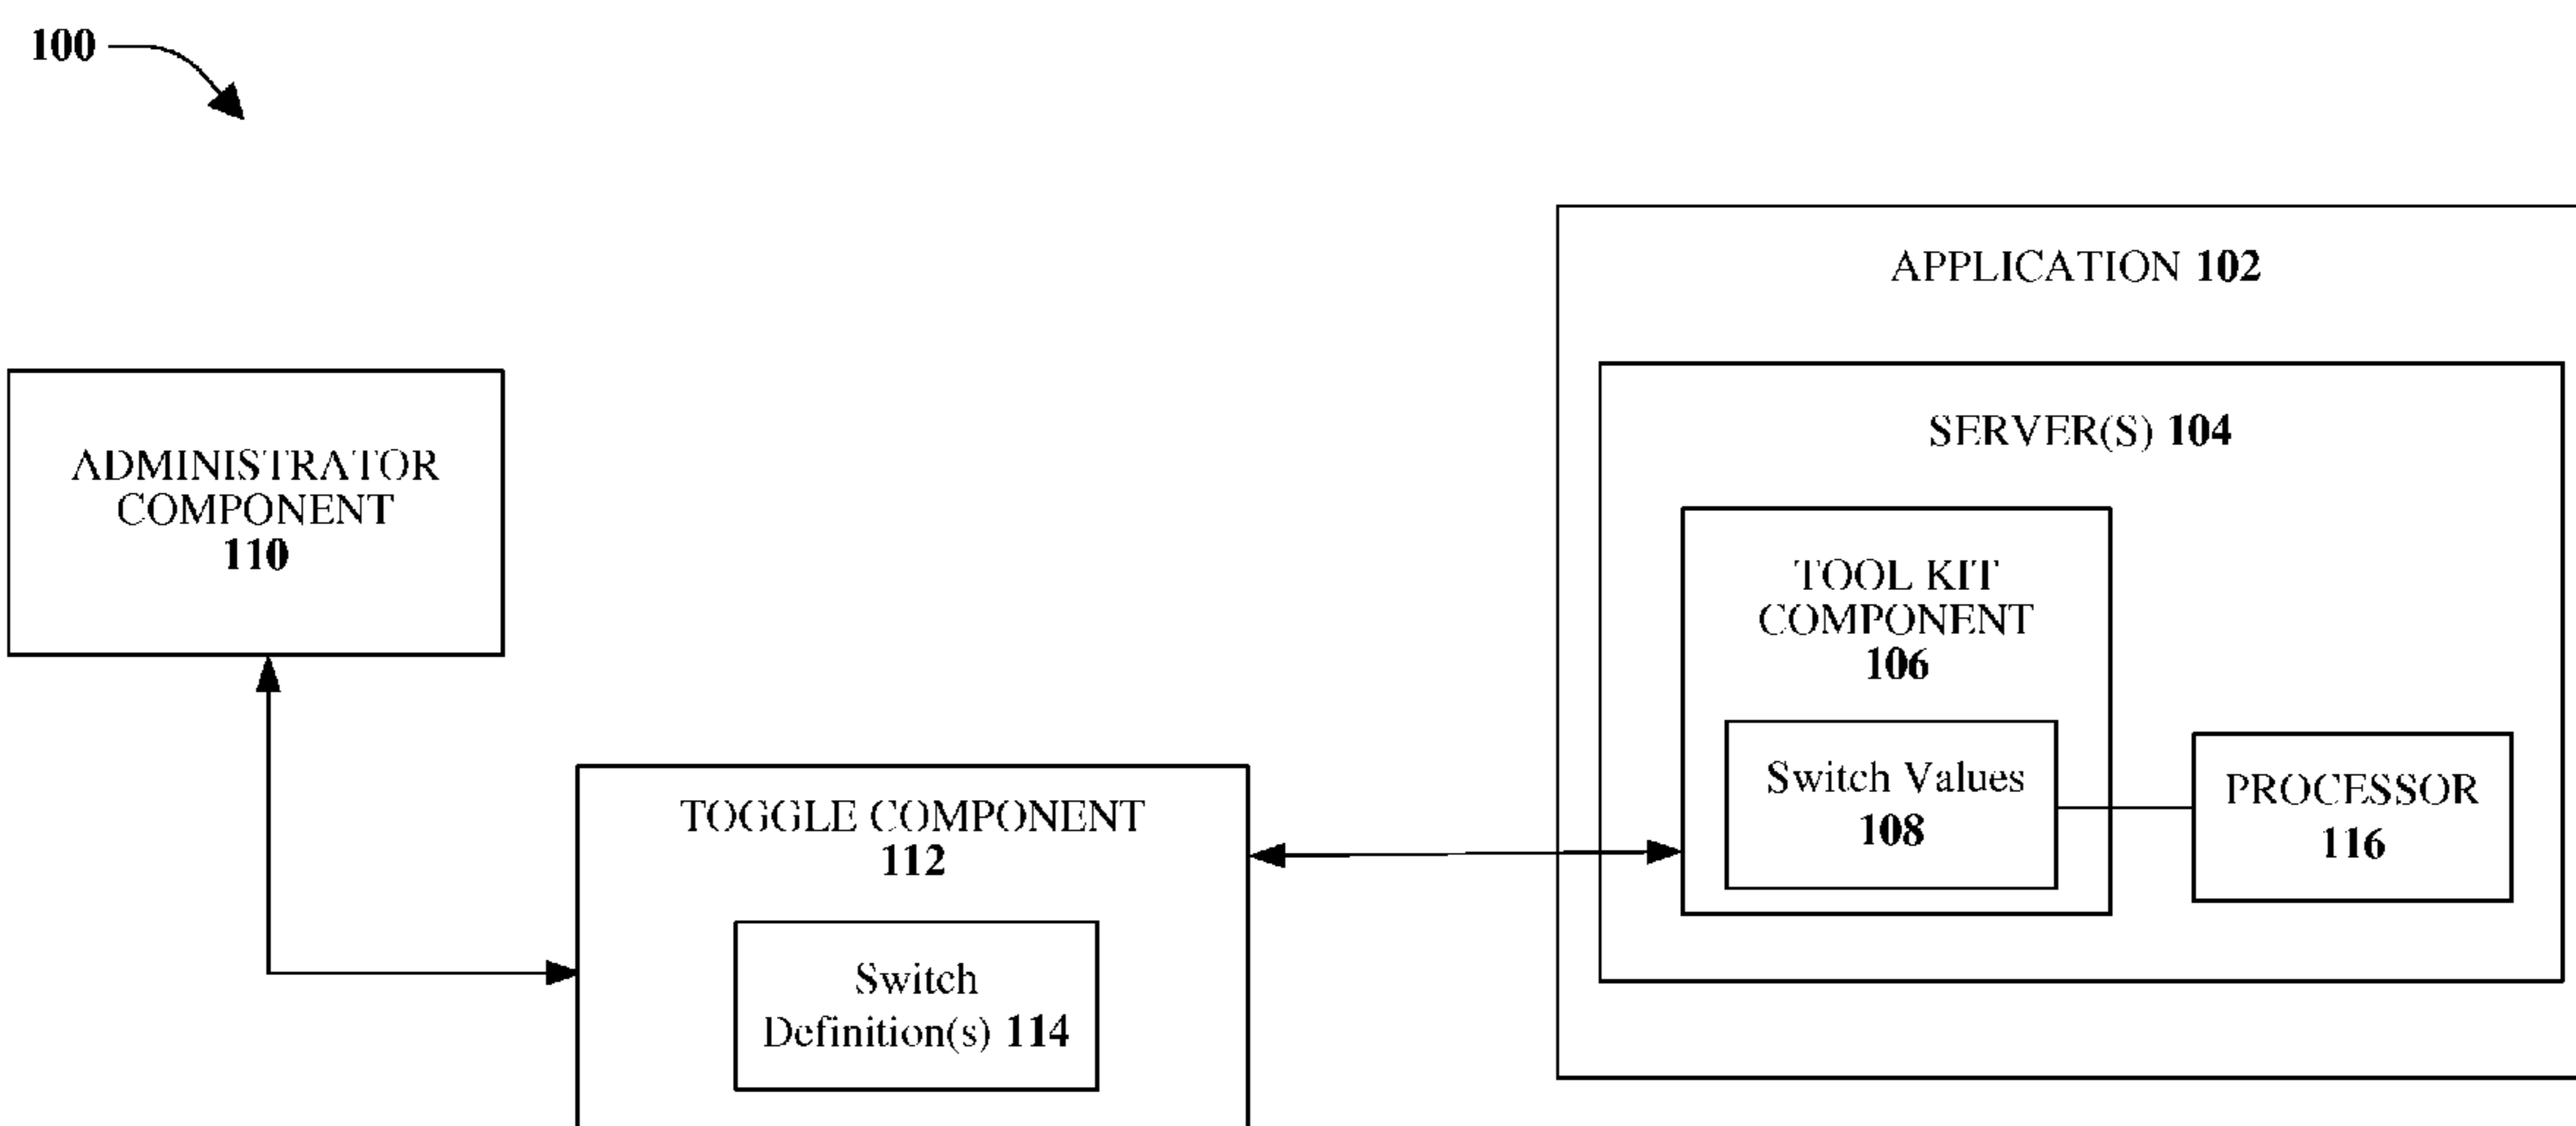 100
APPLICATION 102
SERVER(S) 104
ADMINISTRATOR
COMPONENT
110
TOOL KIT
COMPONENT
106
Switch Values
108
PROCESSOR
116
TOGGLE COMPONENT
112
Switch
Definition(s) 114